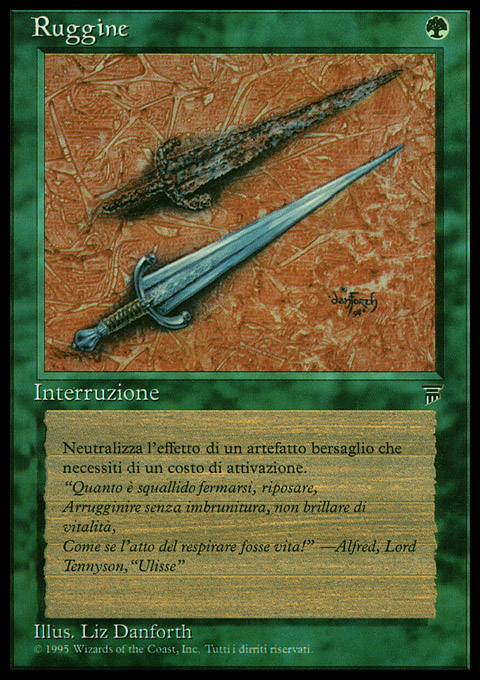 Ruggine
danforth
Interruzione
Neutralizza l'effetto di un artefatto bersaglio che
necessiti di un costo di attivazione.
"Quanto è squallido fermarsi, riposare,
Arrugginire senza imbrunitura, non brillare di
vitalità,
Come se l'atto del respirare fosse vita!" —Alfred, Lord
Tennyson, "Ulisse"
Illus. Liz Danforth
© 1995 Wizards of the Coast, Inc. Tutti i dirriti riservati.